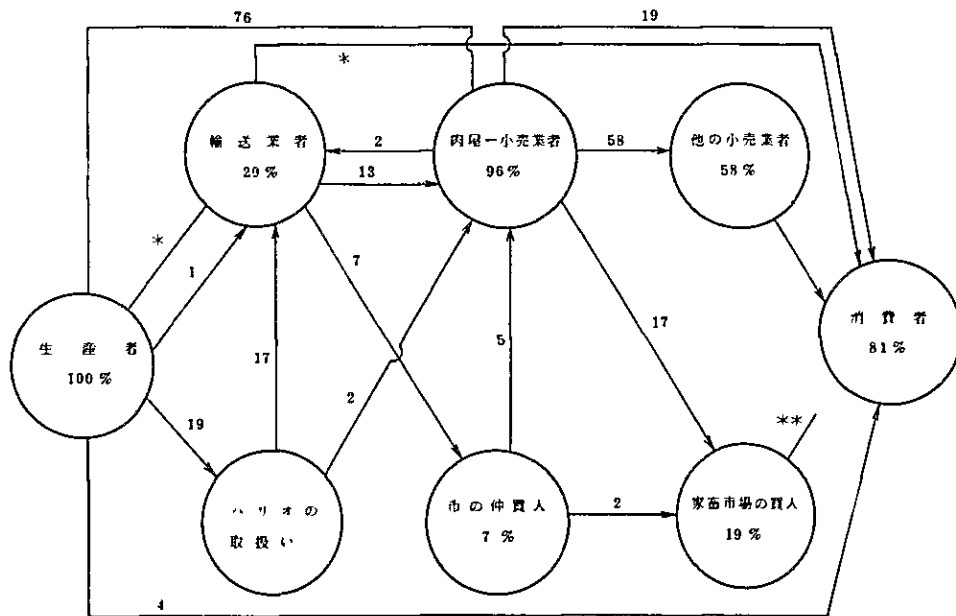 76
19
*
輸送業者
29%
2
13
肉屋ー小売業者
96%
58
他の小売業者
58%
*
1
7
生産者
100%
17
2
5
17
消費者
81%
19
**
バリオの
取扱い
市の仲買人
7%
2
家畜市場の買人
19%
4